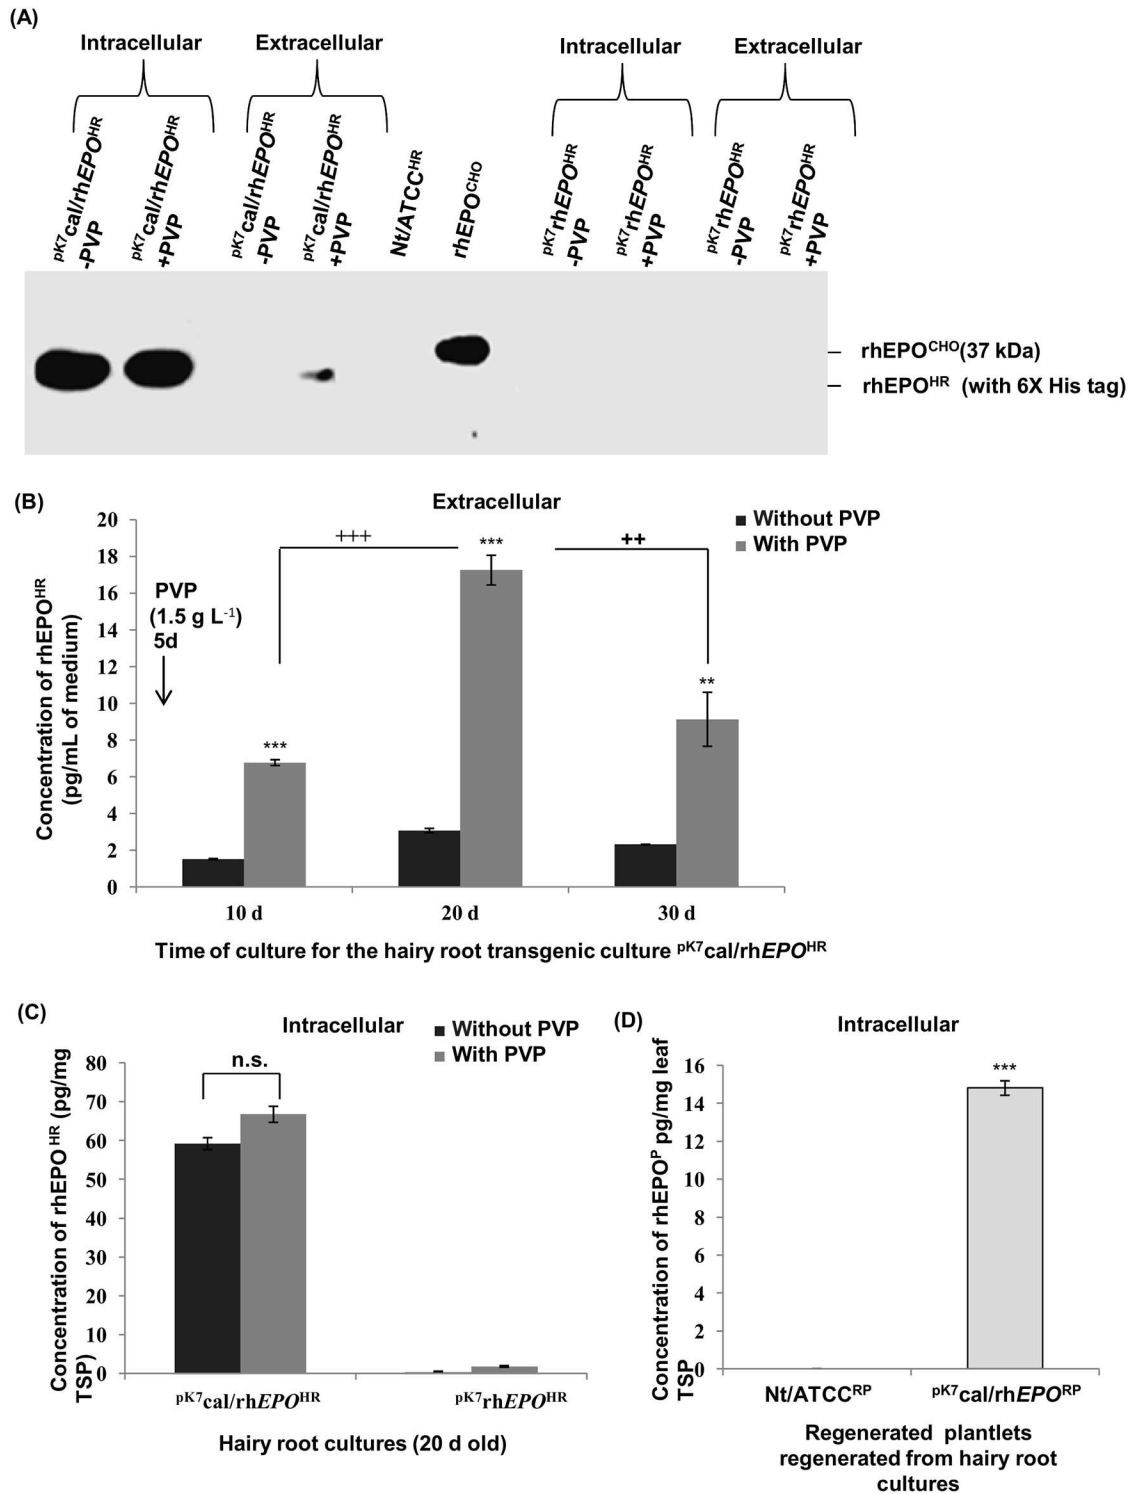 (A)
Intracellular
Extracellular
Intracellular
Extracellular
pK7cal/rhEPOHR
-PVP
pK7cal/rhEPOHR
+PVP
pK7cal/rhEPOHR
-PVP
pK7cal/rhEPOHR
+PVP
Nt/ATCCHR
rhEPOCHO
pK7rhEPOHR
-PVP
pK7rhEPOHR
+PVP
pK7rhEPOHR
-PVP
pK7rhEPOHR
+PVP
rhEPOCHO(37 kDa)
rhEPOHR (with 6X His tag)
(B)
Extracellular
Without PVP
With PVP
Concentration of rhEPOHR
(pg/mL of medium)
20
18
16
14
12
10
8
6
4
2
0
PVP
(1.5 g L-1)
5d
+++
++
***
***
**
10 d
20 d
30 d
Time of culture for the hairy root transgenic culture pK7cal/rhEPOHR
(C)
Intracellular
Without PVP
With PVP
Concentration of rhEPOHR (pg/mg
TSP)
80
70
60
50
40
30
20
10
0
n.s.
pK7cal/rhEPOHR
pK7rhEPOHR
Hairy root cultures (20 d old)
(D)
Intracellular
Concentration of rhEPOP pg/mg leaf
TSP
16
14
12
10
8
6
4
2
0
***
Nt/ATCCRP
pK7cal/rhEPORP
Regenerated plantlets
regenerated from hairy root
cultures